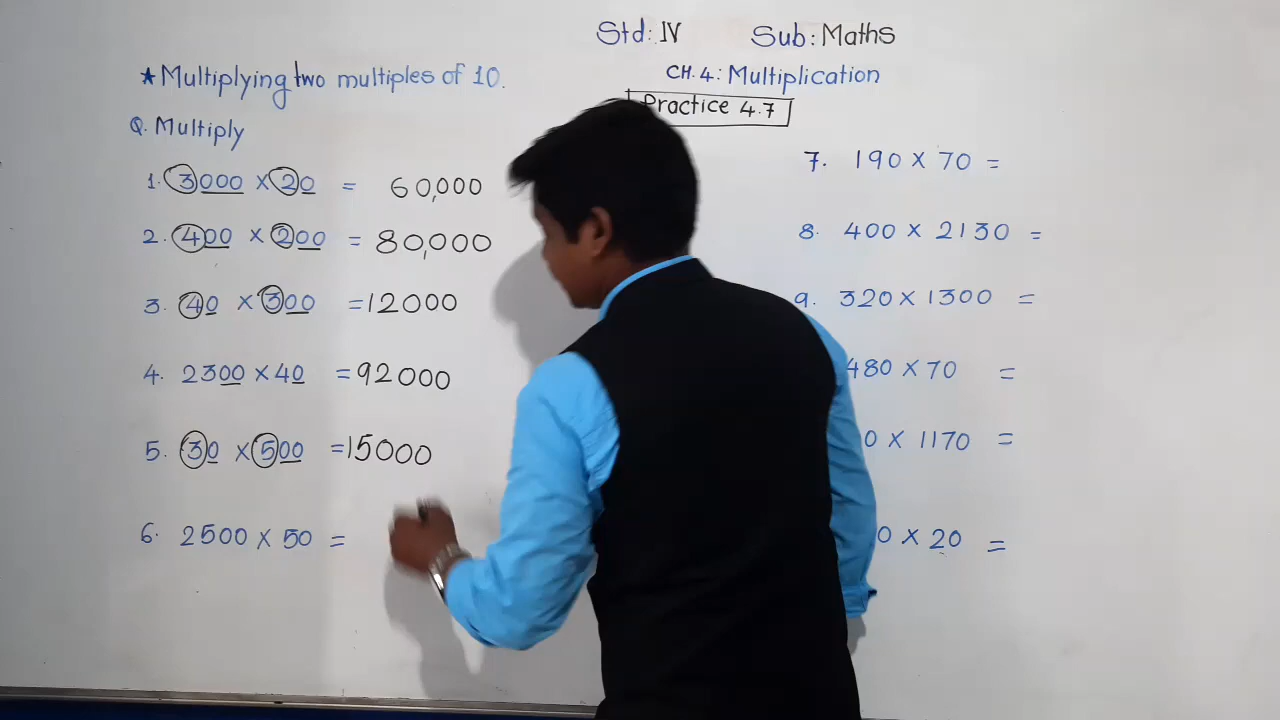 Std: IV Sub: Maths
★ Multiplying two multiples of 10.
CH. 4: Multiplication
Practice 4.7
Q. Multiply
1. 3000 × 20 = 60,000
2. 400 × 200 = 80,000
3. 40 × 300 = 12000
4. 2300 × 40 = 92000
5. 30 × 500 = 15000
6. 2500 × 50 =
7. 190 × 70 =
8. 400 × 2130 =
9. 320 × 1300 =
480 × 70 =
0 × 1170 =
0 × 20 =